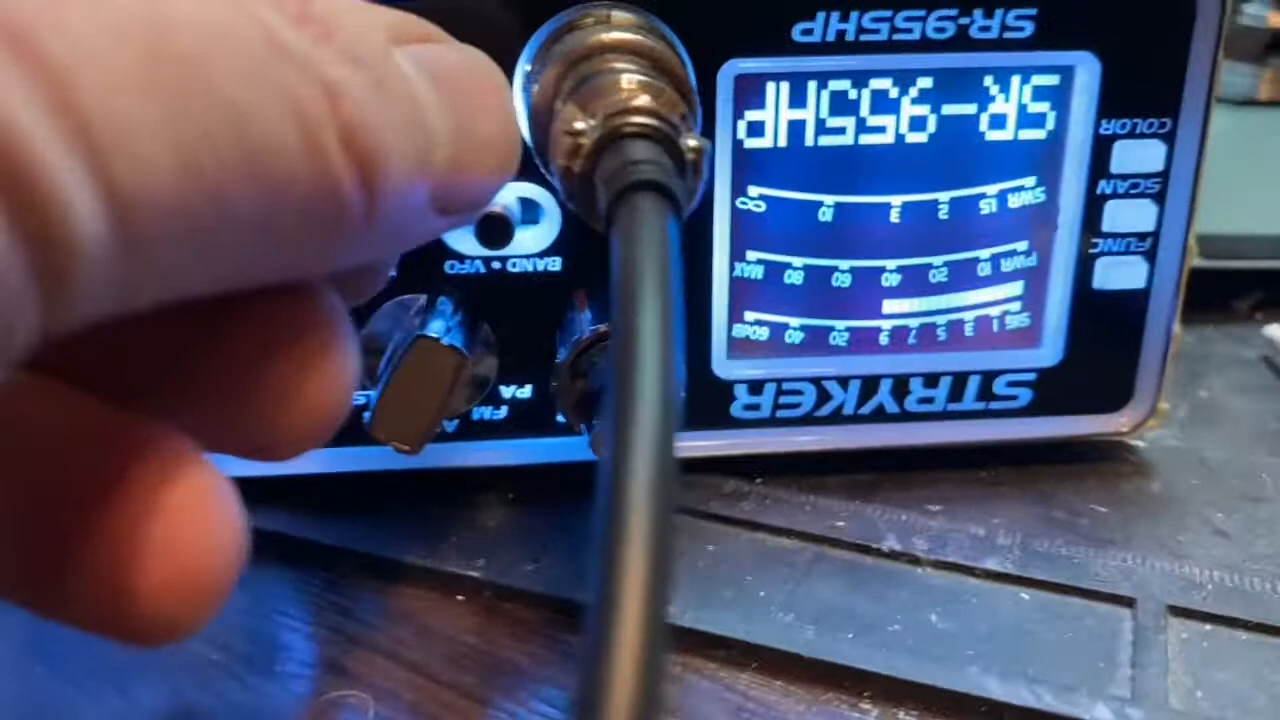 STRYKER
SIG 1 3 5 7 9 20 40 60dB
PWR 10 20 40 60 80 MAX
SWR 1.5 2 3 10 ∞
SR-955HP
SR-955HP
FUNC
SCAN
COLOR
PA
FM
BAND • VFO